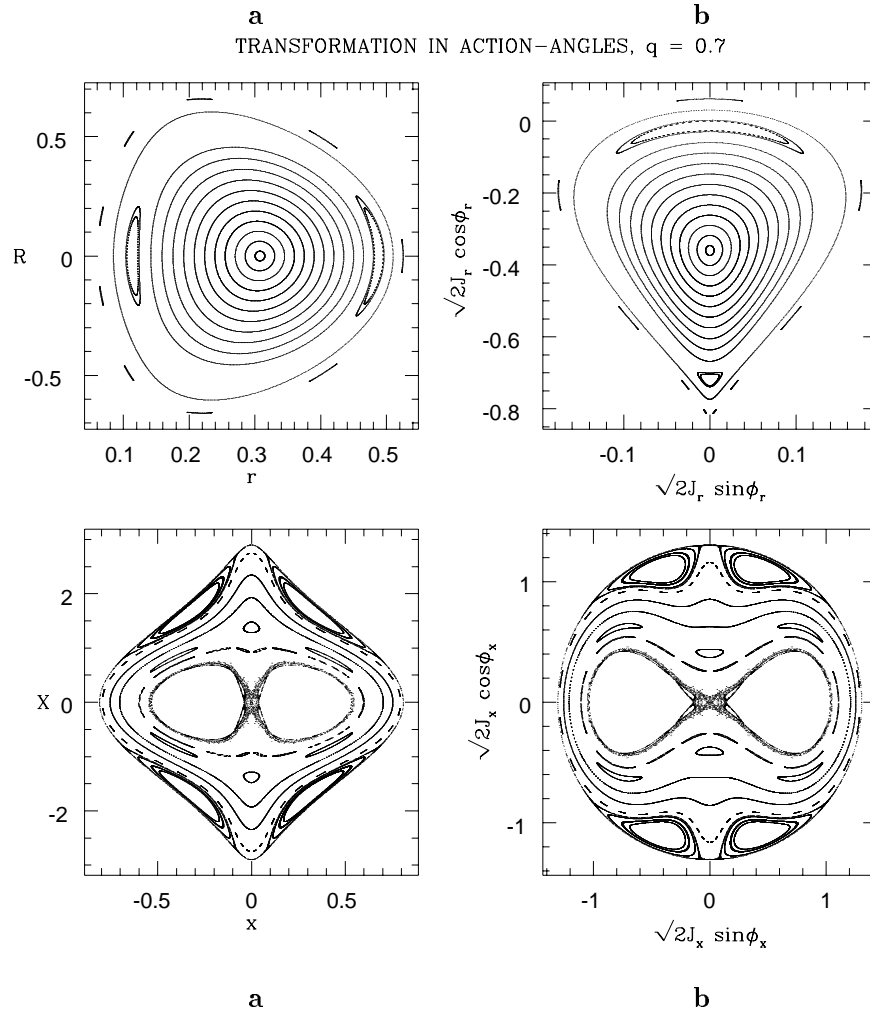 a
b
TRANSFORMATION IN ACTION-ANGLES, q = 0.7
0.5
0
-0.5
R
0.1 0.2 0.3 0.4 0.5
r
0
-0.2
-0.4
-0.6
-0.8
√2J_r cosϕ_r
-0.1 0 0.1
√2J_r sinϕ_r
2
0
-2
X
-0.5 0 0.5
x
1
0
-1
√2J_x cosϕ_x
-1 0 1
√2J_x sinϕ_x
a
b